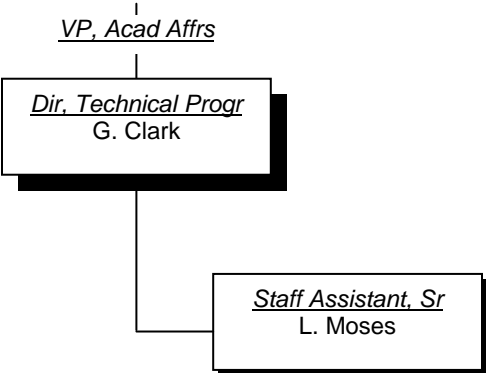 VP, Acad Affrs
Dir, Technical Progr
G. Clark
Staff Assistant, Sr
L. Moses